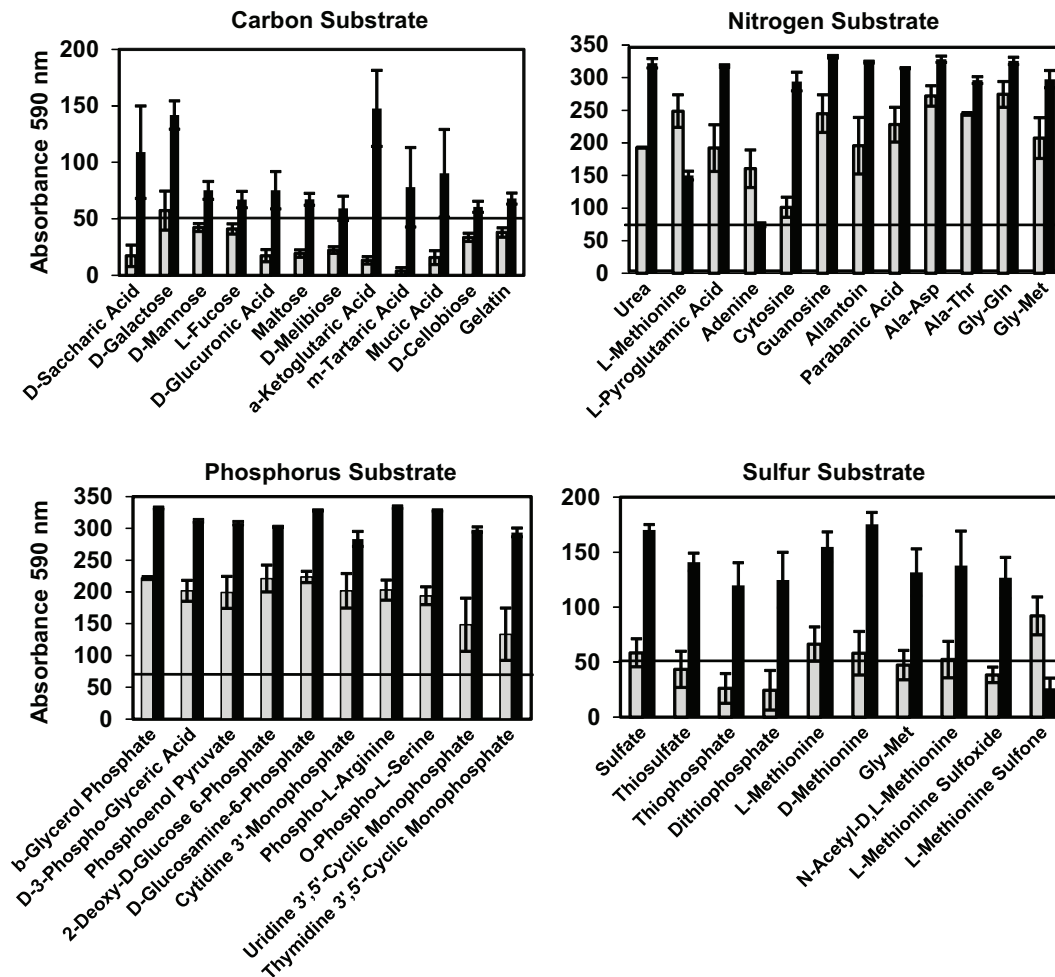 Carbon Substrate
Absorbance 590 nm
200
150
100
50
0
D-Saccharic Acid
D-Galactose
D-Mannose
L-Fucose
D-Glucuronic Acid
Maltose
D-Melibiose
a-Ketoglutaric Acid
m-Tartaric Acid
Mucic Acid
D-Cellobiose
Gelatin
Nitrogen Substrate
350
300
250
200
150
100
50
0
Urea
L-Methionine
L-Pyroglutamic Acid
Adenine
Cytosine
Guanosine
Allantoin
Parabanic Acid
Ala-Asp
Ala-Thr
Gly-Gln
Gly-Met
Phosphorus Substrate
Absorbance 590 nm
350
300
250
200
150
100
50
0
b-Glycerol Phosphate
D-3-Phospho-Glyceric Acid
Phosphoenol Pyruvate
2-Deoxy-D-Glucose 6-Phosphate
D-Glucosamine-6-Phosphate
Cytidine 3'-Monophosphate
Phospho-L-Arginine
O-Phospho-L-Serine
Uridine 3',5'-Cyclic Monophosphate
Thymidine 3',5'-Cyclic Monophosphate
Sulfur Substrate
200
150
100
50
0
Sulfate
Thiosulfate
Thiophosphate
Dithiophosphate
L-Methionine
D-Methionine
Gly-Met
N-Acetyl-D,L-Methionine
L-Methionine Sulfoxide
L-Methionine Sulfone